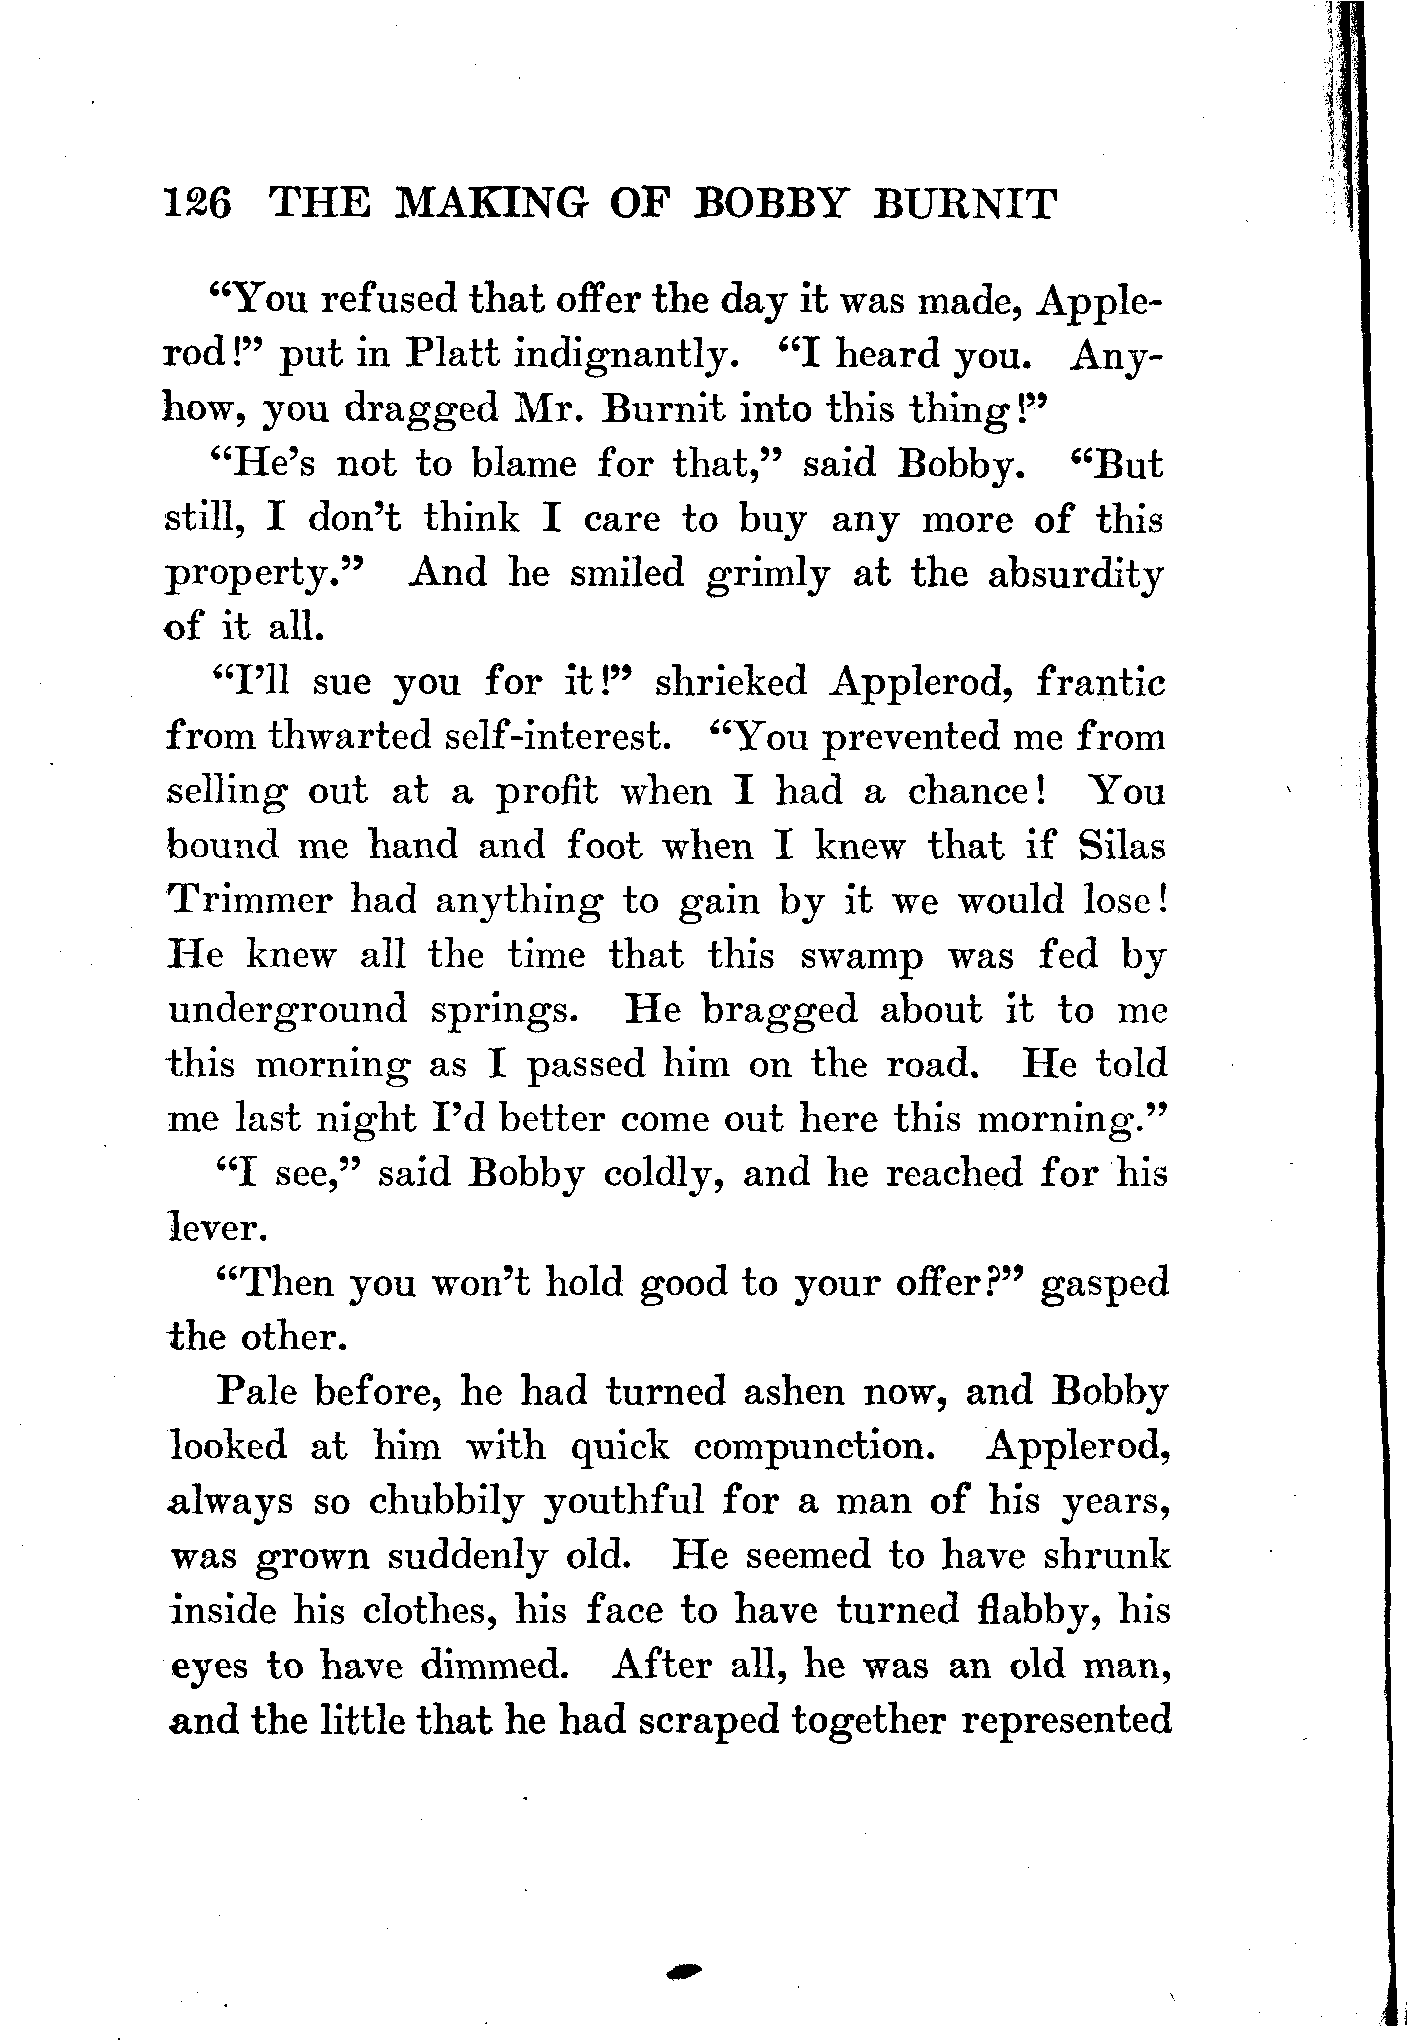 126 THE MAKING OF BOBBY BURNIT
“You refused that offer the day it was made, Apple-
rod!” put in Platt indignantly. “I heard you. Any-
how, you dragged Mr. Burnit into this thing!”
“He’s not to blame for that,” said Bobby. “But
still, I don’t think I care to buy any more of this
property.” And he smiled grimly at the absurdity
of it all.
“I’ll sue you for it!” shrieked Applerod, frantic
from thwarted self-interest. “You prevented me from
selling out at a profit when I had a chance! You
bound me hand and foot when I knew that if Silas
Trimmer had anything to gain by it we would lose!
He knew all the time that this swamp was fed by
underground springs. He bragged about it to me
this morning as I passed him on the road. He told
me last night I’d better come out here this morning.”
“I see,” said Bobby coldly, and he reached for his
lever.
“Then you won’t hold good to your offer?” gasped
the other.
Pale before, he had turned ashen now, and Bobby
looked at him with quick compunction. Applerod,
always so chubbily youthful for a man of his years,
was grown suddenly old. He seemed to have shrunk
inside his clothes, his face to have turned flabby, his
eyes to have dimmed. After all, he was an old man,
and the little that he had scraped together represented